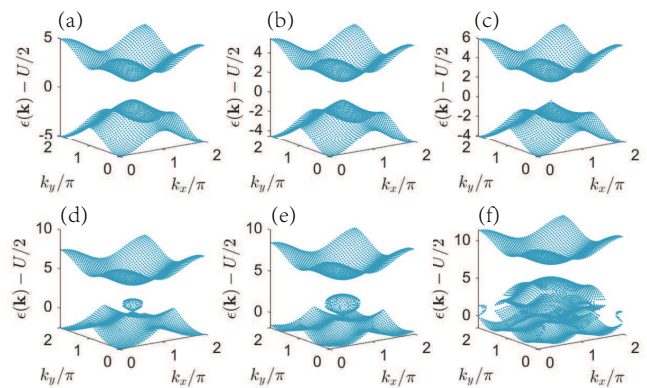 (a) (b) (c)
ϵ(k) − U/2 5 0 -5 2 1 0 k_y/π 0 1 2 k_x/π
ϵ(k) − U/2 4 2 0 -2 -4 2 1 0 k_y/π 0 1 2 k_x/π
ϵ(k) − U/2 6 4 2 0 -2 -4 2 1 0 k_y/π 0 1 2 k_x/π
(d) (e) (f)
ϵ(k) − U/2 10 5 0 2 1 0 k_y/π 0 1 2 k_x/π
ϵ(k) − U/2 10 5 0 2 1 0 k_y/π 0 1 2 k_x/π
ϵ(k) − U/2 10 5 0 2 1 0 k_y/π 0 1 2 k_x/π